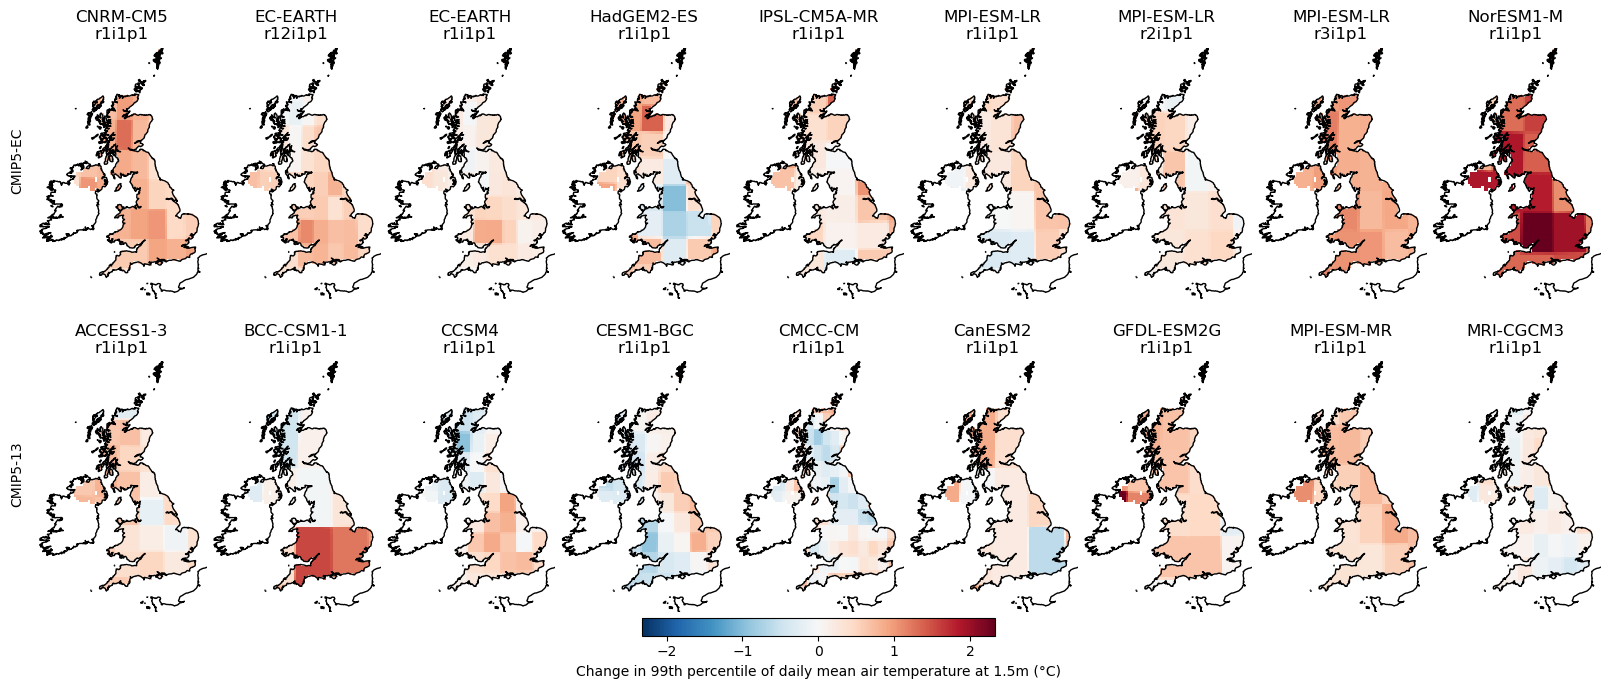 CNRM-CM5
r1i1p1
EC-EARTH
r12i1p1
EC-EARTH
r1i1p1
HadGEM2-ES
r1i1p1
IPSL-CM5A-MR
r1i1p1
MPI-ESM-LR
r1i1p1
MPI-ESM-LR
r2i1p1
MPI-ESM-LR
r3i1p1
NorESM1-M
r1i1p1
CMIP5-EC
ACCESS1-3
r1i1p1
BCC-CSM1-1
r1i1p1
CCSM4
r1i1p1
CESM1-BGC
r1i1p1
CMCC-CM
r1i1p1
CanESM2
r1i1p1
GFDL-ESM2G
r1i1p1
MPI-ESM-MR
r1i1p1
MRI-CGCM3
r1i1p1
CMIP5-13
−2 −1 0 1 2
Change in 99th percentile of daily mean air temperature at 1.5m (°C)